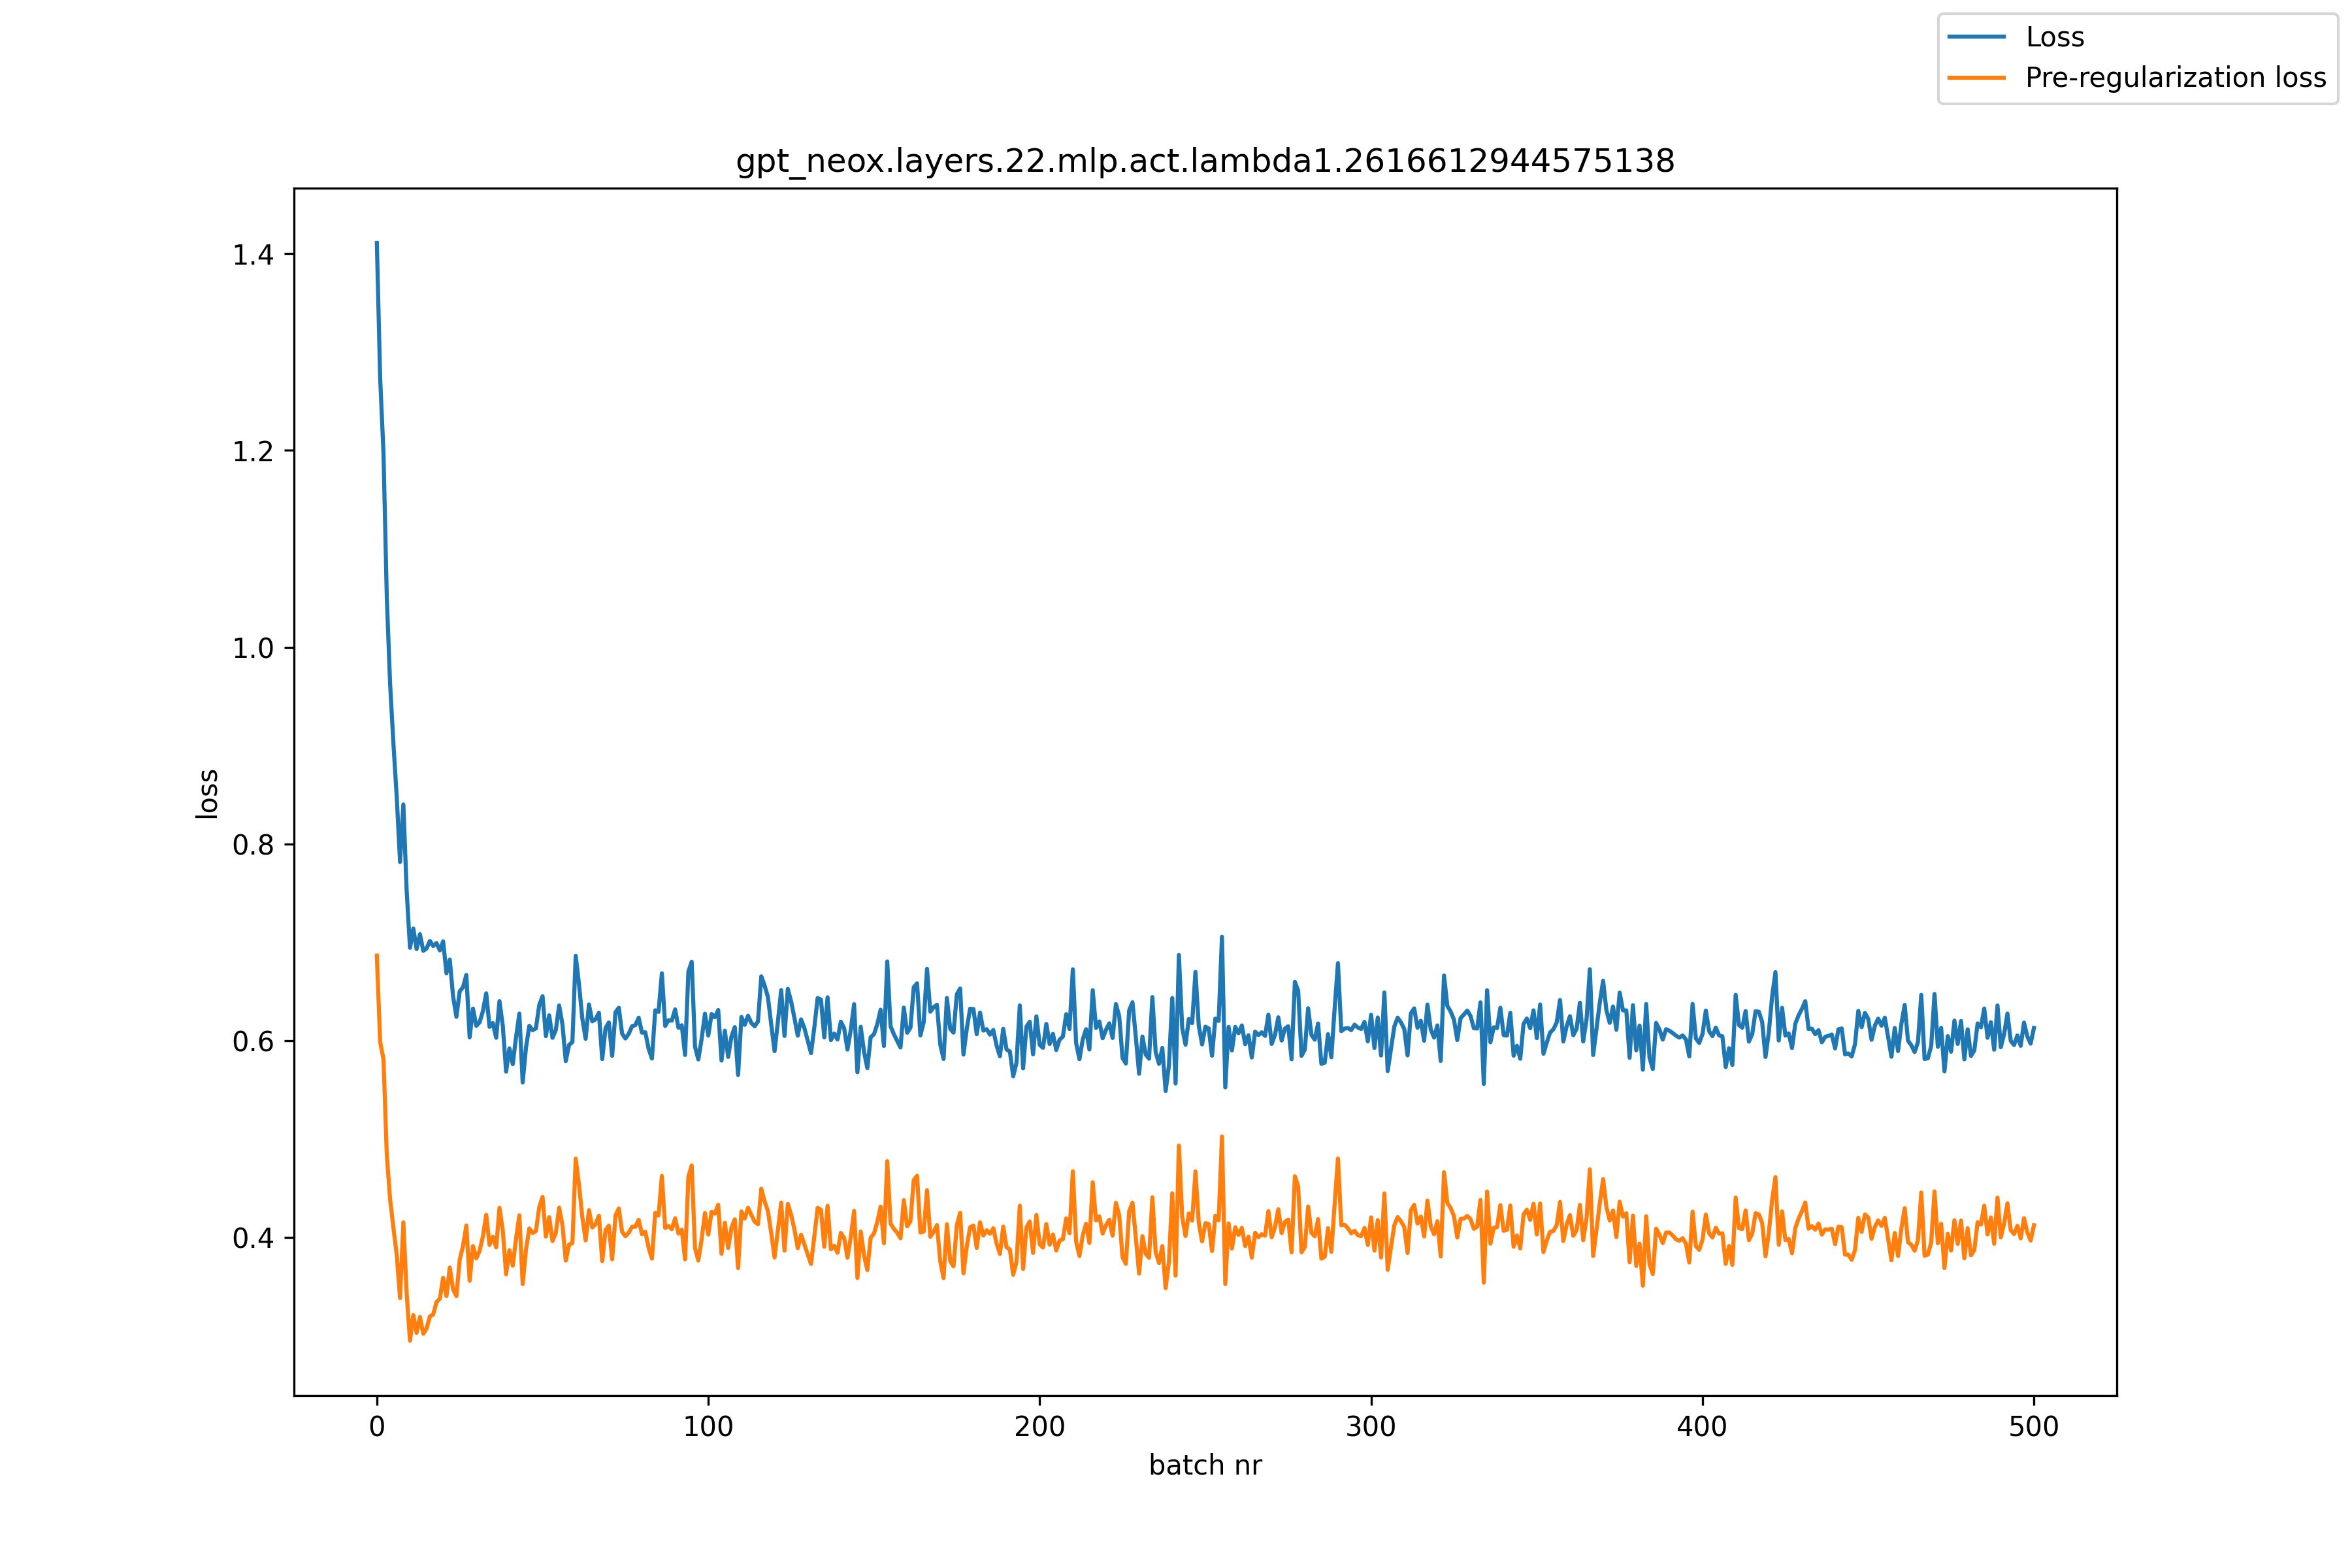 Loss
Pre-regularization loss
gpt_neox.layers.22.mlp.act.lambda1.2616612944575138
1.4
1.2
1.0
0.8
0.6
0.4
loss
0 100 200 300 400 500
batch nr